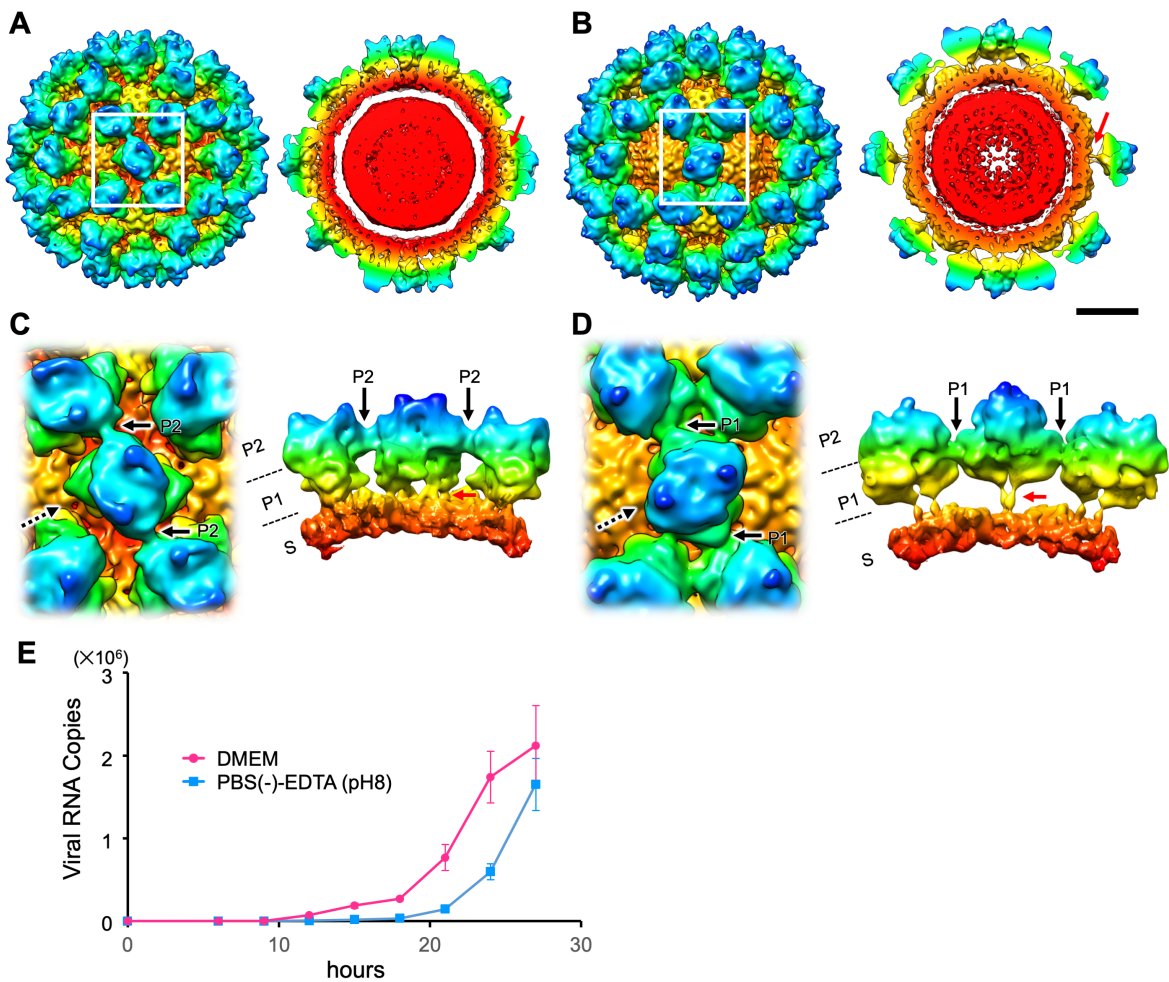 A
B
C
D
P2 P2
P2
P2
P2
P1
S
P1 P1
P1
P1
P2
P1
S
E
(×10⁶)
3
2
1
0
Viral RNA Copies
DMEM
PBS(-)-EDTA (pH8)
0 10 20 30
hours